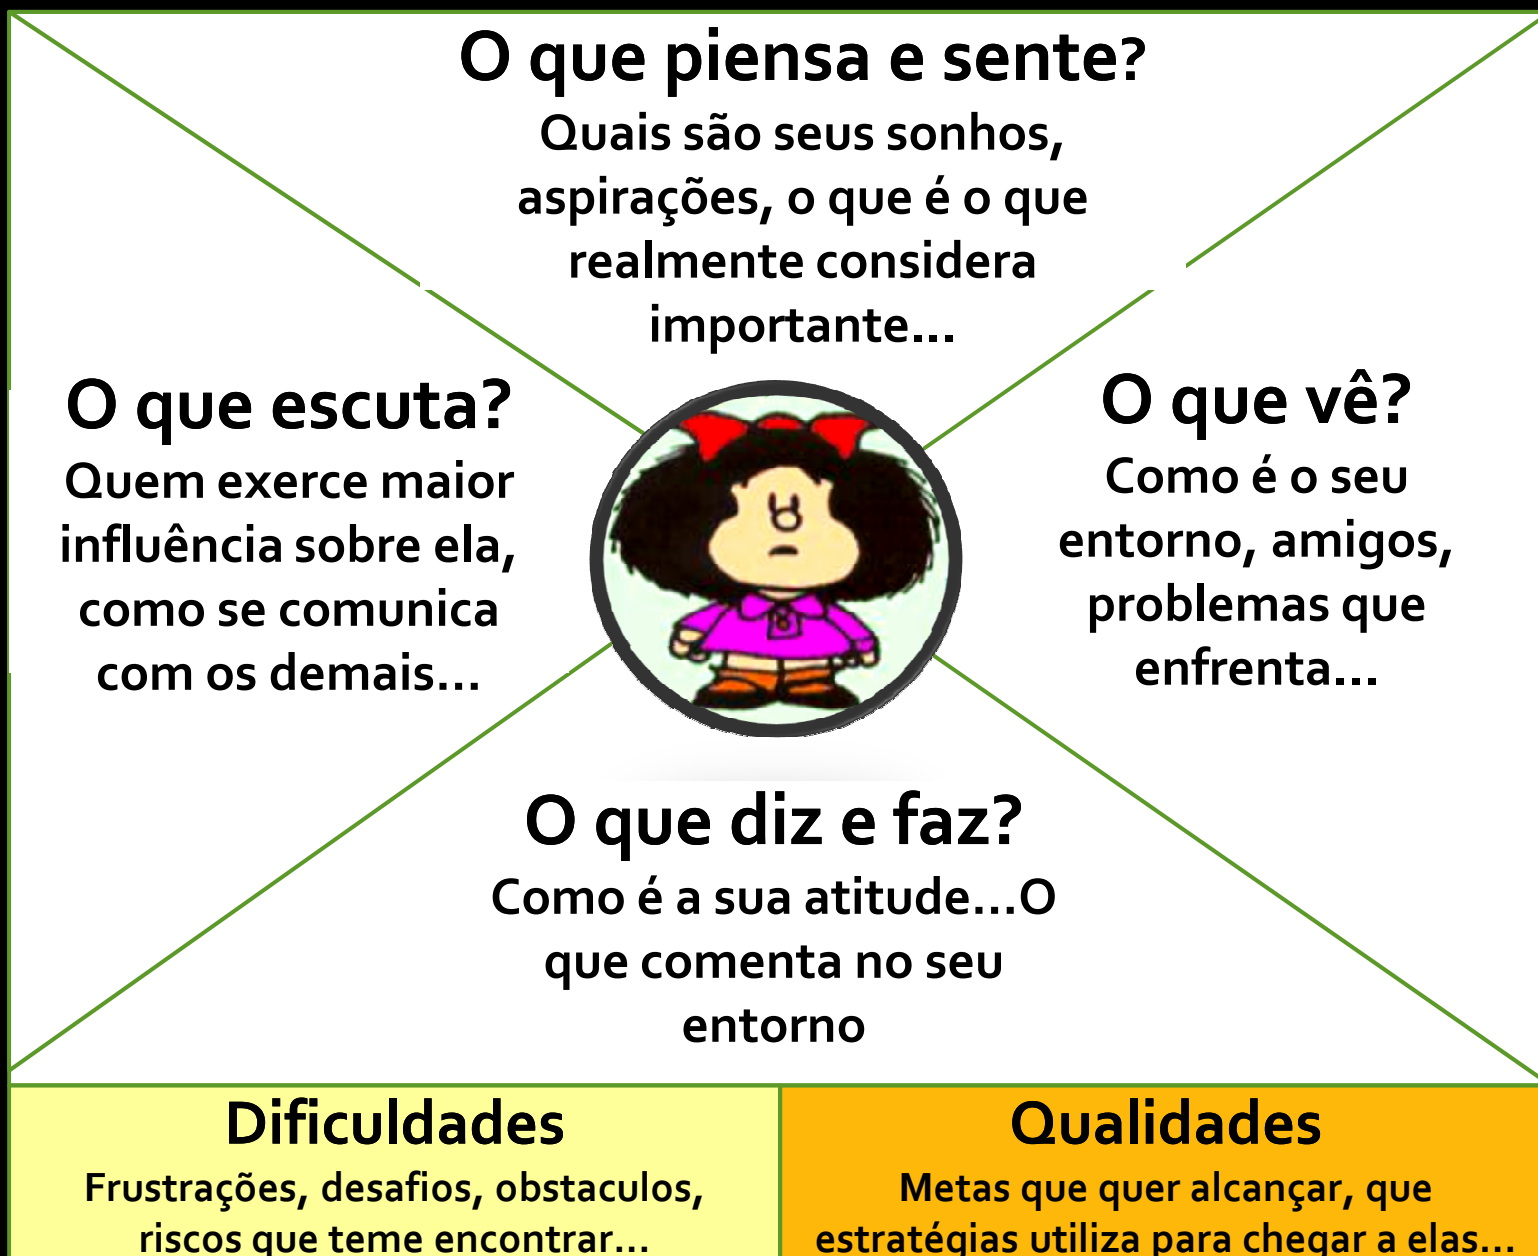 O que piensa e sente?
Quais são seus sonhos,
aspirações, o que é o que
realmente considera
importante...
O que escuta?
Quem exerce maior
influência sobre ela,
como se comunica
com os demais...
O que vê?
Como é o seu
entorno, amigos,
problemas que
enfrenta...
O que diz e faz?
Como é a sua atitude...O
que comenta no seu
entorno
Dificuldades
Frustrações, desafios, obstaculos,
riscos que teme encontrar...
Qualidades
Metas que quer alcançar, que
estratégias utiliza para chegar a elas...